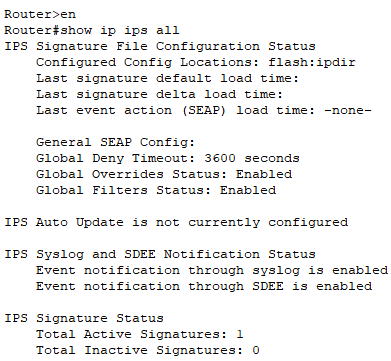 Router>en
Router#show ip ips all
IPS Signature File Configuration Status
Configured Config Locations: flash:ipdir
Last signature default load time:
Last signature delta load time:
Last event action (SEAP) load time: -none-
General SEAP Config:
Global Deny Timeout: 3600 seconds
Global Overrides Status: Enabled
Global Filters Status: Enabled
IPS Auto Update is not currently configured
IPS Syslog and SDEE Notification Status
Event notification through syslog is enabled
Event notification through SDEE is enabled
IPS Signature Status
Total Active Signatures: 1
Total Inactive Signatures: 0